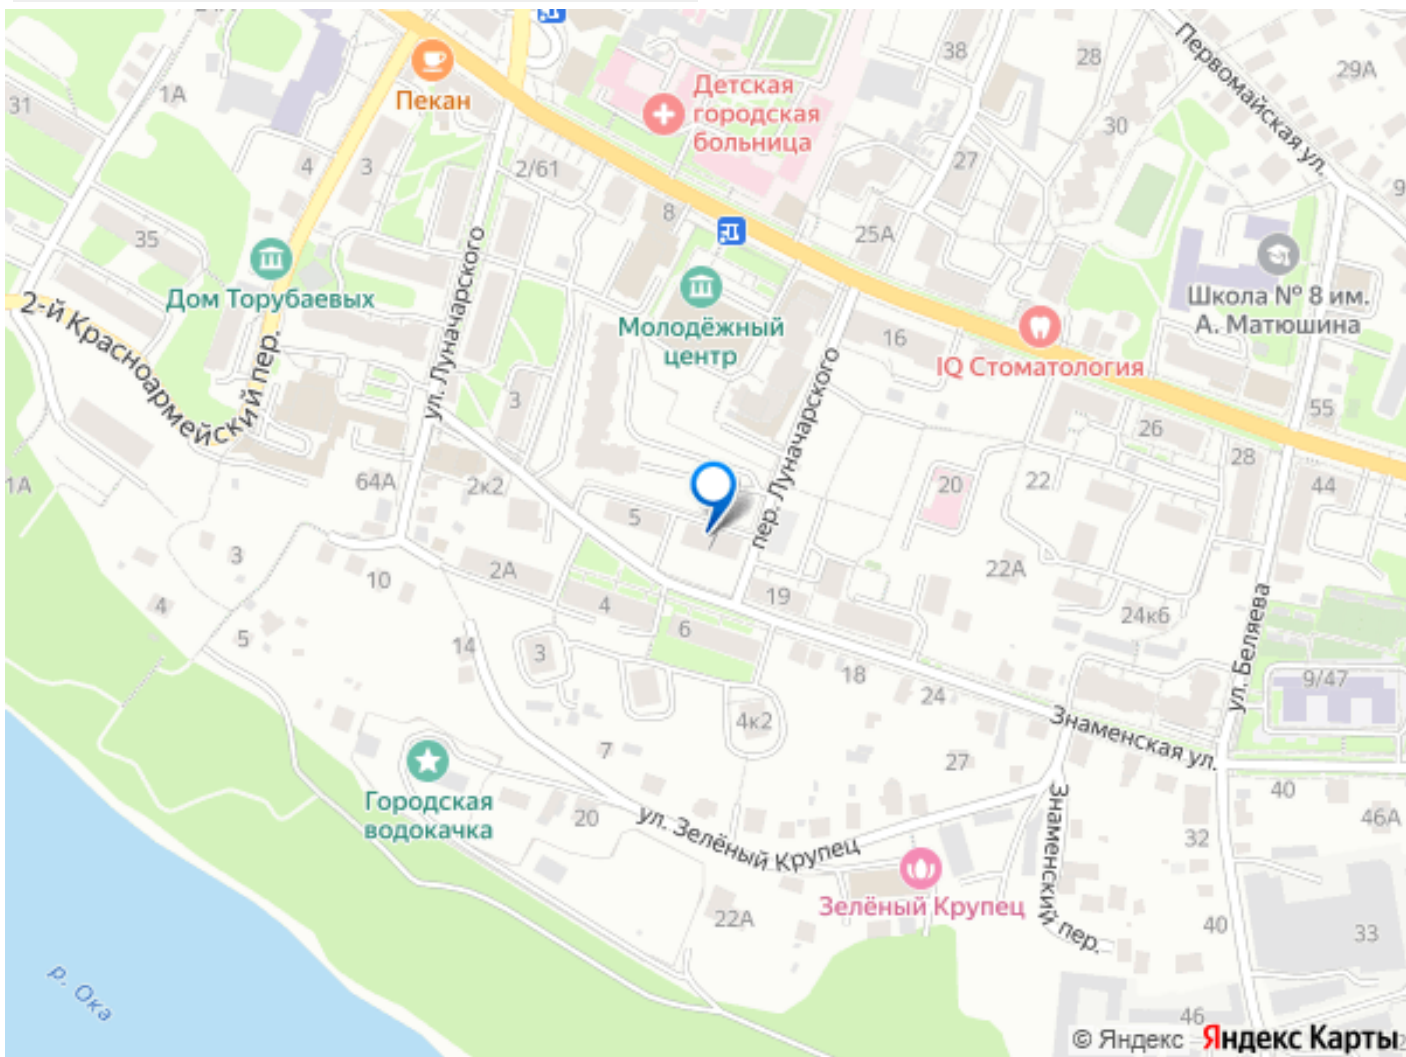 31
1А
Пекан
Детская
городская
больница
38
28
Первомайская ул.
29А
30
27
4
3
2/61
8
25А
35
Дом Торубаевых
ул. Луначарского
Молодёжный
центр
Школа № 8 им.
А. Матюшина
2-й Красноармейский пер.
16
IQ Стоматология
пер. Луначарского
3
55
26
28
44
1А
64А
2к2
5
7
20
22
3
10
2А
4
19
22А
24к6
ул. Беляева
4
5
14
3
6
18
24
9/47
4к2
Знаменская ул.
7
27
40
46А
Городская
водокачка
20
ул. Зелёный Крупец
Знаменский пер.
32
Зелёный Крупец
22А
40
33
р. Ока
46
© Яндекс Яндекс Карты